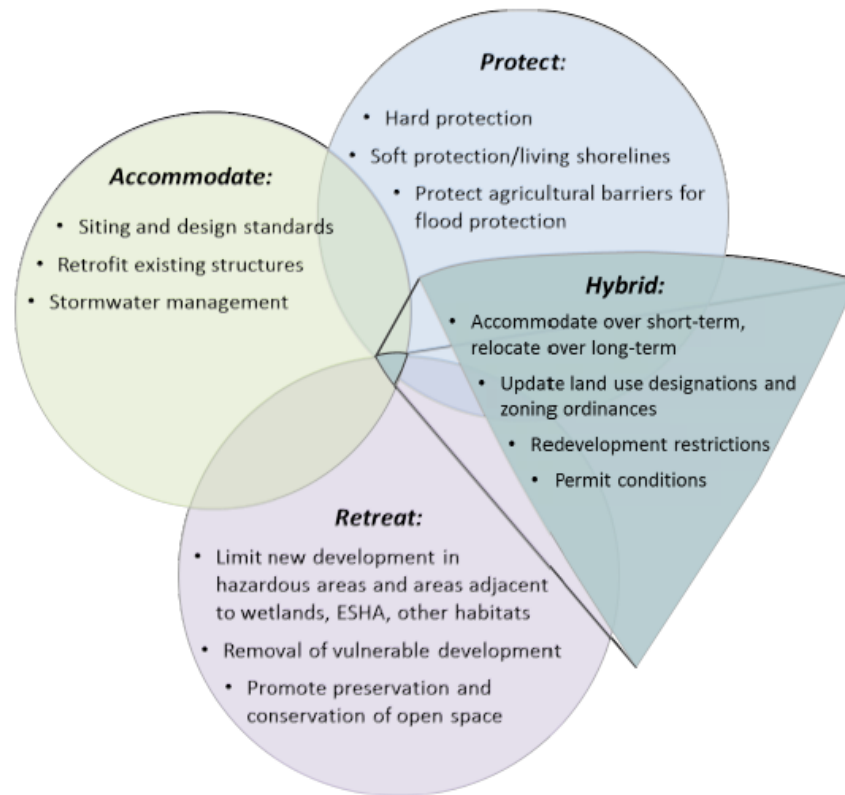 Protect:
• Hard protection
• Soft protection/living shorelines
• Protect agricultural barriers for
flood protection
Accommodate:
• Siting and design standards
• Retrofit existing structures
• Stormwater management
Hybrid:
• Accommodate over short-term,
relocate over long-term
• Update land use designations and
zoning ordinances
• Redevelopment restrictions
• Permit conditions
Retreat:
• Limit new development in
hazardous areas and areas adjacent
to wetlands, ESHA, other habitats
• Removal of vulnerable development
• Promote preservation and
conservation of open space